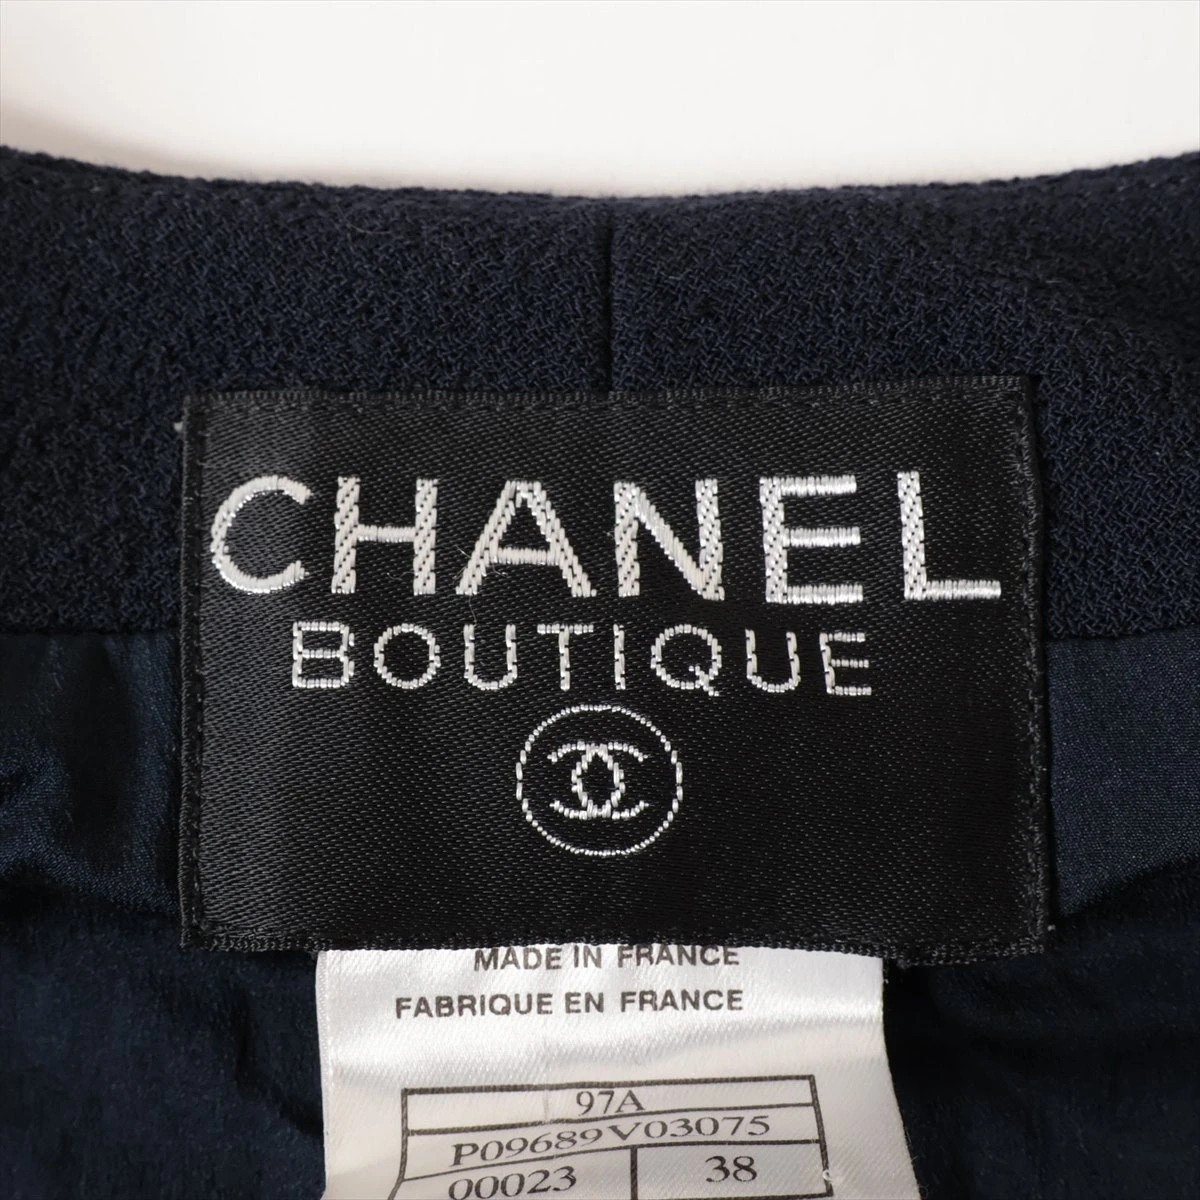 CHANEL
BOUTIQUE
MADE IN FRANCE
FABRIQUE EN FRANCE
97A
P09689V03075
00023 38